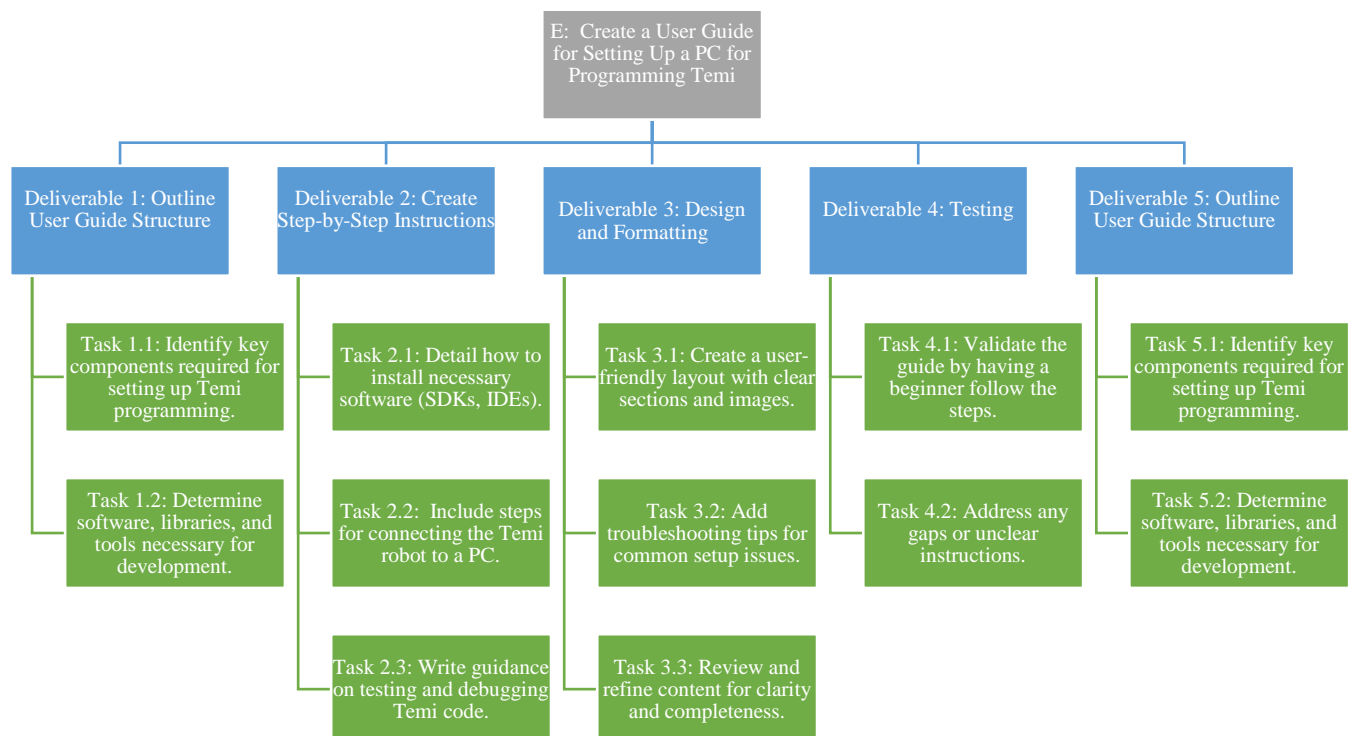 E:  Create a User Guide
for Setting Up a PC for
Programming Temi
Deliverable 1: Outline
User Guide Structure
Deliverable 2: Create
Step-by-Step Instructions
Deliverable 3: Design
and Formatting
Deliverable 4: Testing
Deliverable 5: Outline
User Guide Structure
Task 1.1: Identify key
components required for
setting up Temi
programming.
Task 2.1: Detail how to
install necessary
software (SDKs, IDEs).
Task 3.1: Create a user-
friendly layout with clear
sections and images.
Task 4.1: Validate the
guide by having a
beginner follow the
steps.
Task 5.1: Identify key
components required for
setting up Temi
programming.
Task 1.2: Determine
software, libraries, and
tools necessary for
development.
Task 2.2:  Include steps
for connecting the Temi
robot to a PC.
Task 3.2: Add
troubleshooting tips for
common setup issues.
Task 4.2: Address any
gaps or unclear
instructions.
Task 5.2: Determine
software, libraries, and
tools necessary for
development.
Task 2.3: Write guidance
on testing and debugging
Temi code.
Task 3.3: Review and
refine content for clarity
and completeness.